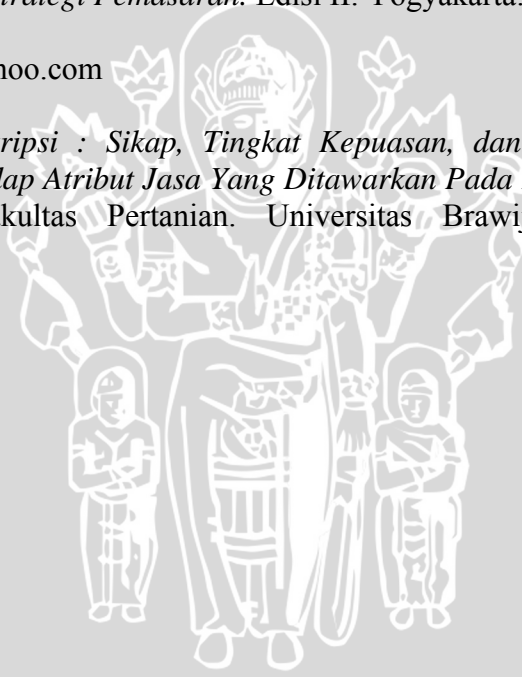 Strategi Pemasaran. Edisi II. Yogyakarta.
hoo.com
ripsi : Sikap, Tingkat Kepuasan, dan
dap Atribut Jasa Yang Ditawarkan Pada
akultas Pertanian. Universitas Brawij